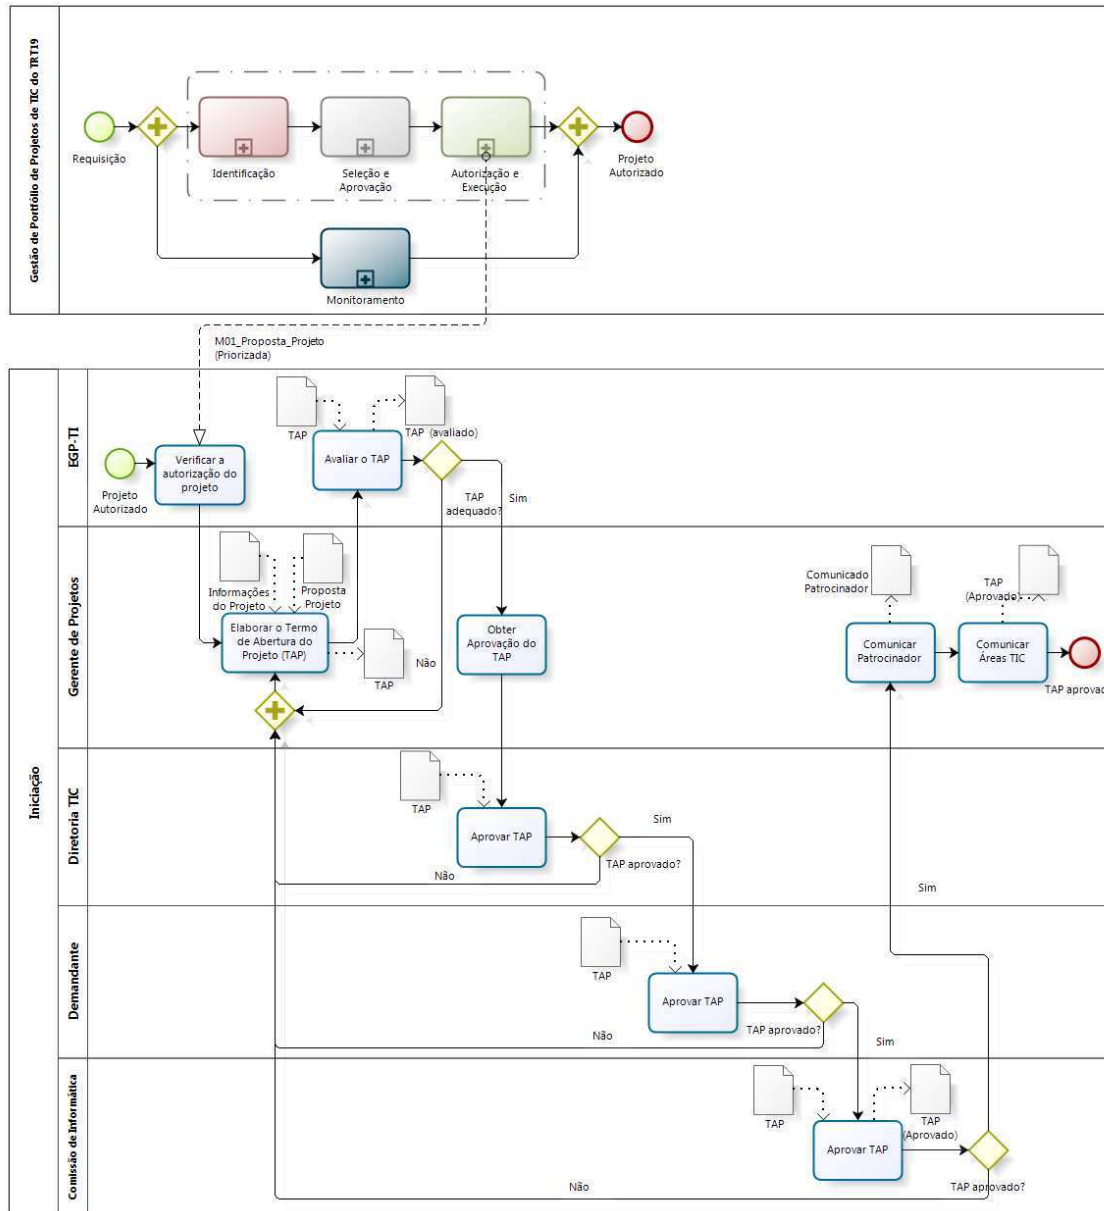 Gestão de Portfólio de Projetos de TIC do TRT19
Requisição
Identificação
Seleção e
Aprovação
Autorização e
Execução
Projeto
Autorizado
Monitoramento
M01_Proposta_Projeto
(Priorizada)
Iniciação
EGP-TI
TAP
TAP (avaliado)
Verificar a
autorização do
projeto
Avaliar o TAP
Projeto
Autorizado
TAP
adequado?
Sim
Gerente de Projetos
Informações
do Projeto
Proposta
Projeto
Elaborar o Termo
de Abertura do
Projeto (TAP)
TAP
Não
Obter
Aprovação do
TAP
Comunicado
Patrocinador
TAP
(Aprovado)
Comunicar
Patrocinador
Comunicar
Áreas TIC
TAP aprovad
Diretoria TIC
TAP
Aprovar TAP
Sim
TAP aprovado?
Não
Sim
Demandante
TAP
Aprovar TAP
TAP aprovado?
Não
Sim
Comissão de Informática
TAP
TAP
(Aprovado)
Aprovar TAP
TAP aprovado?
Não